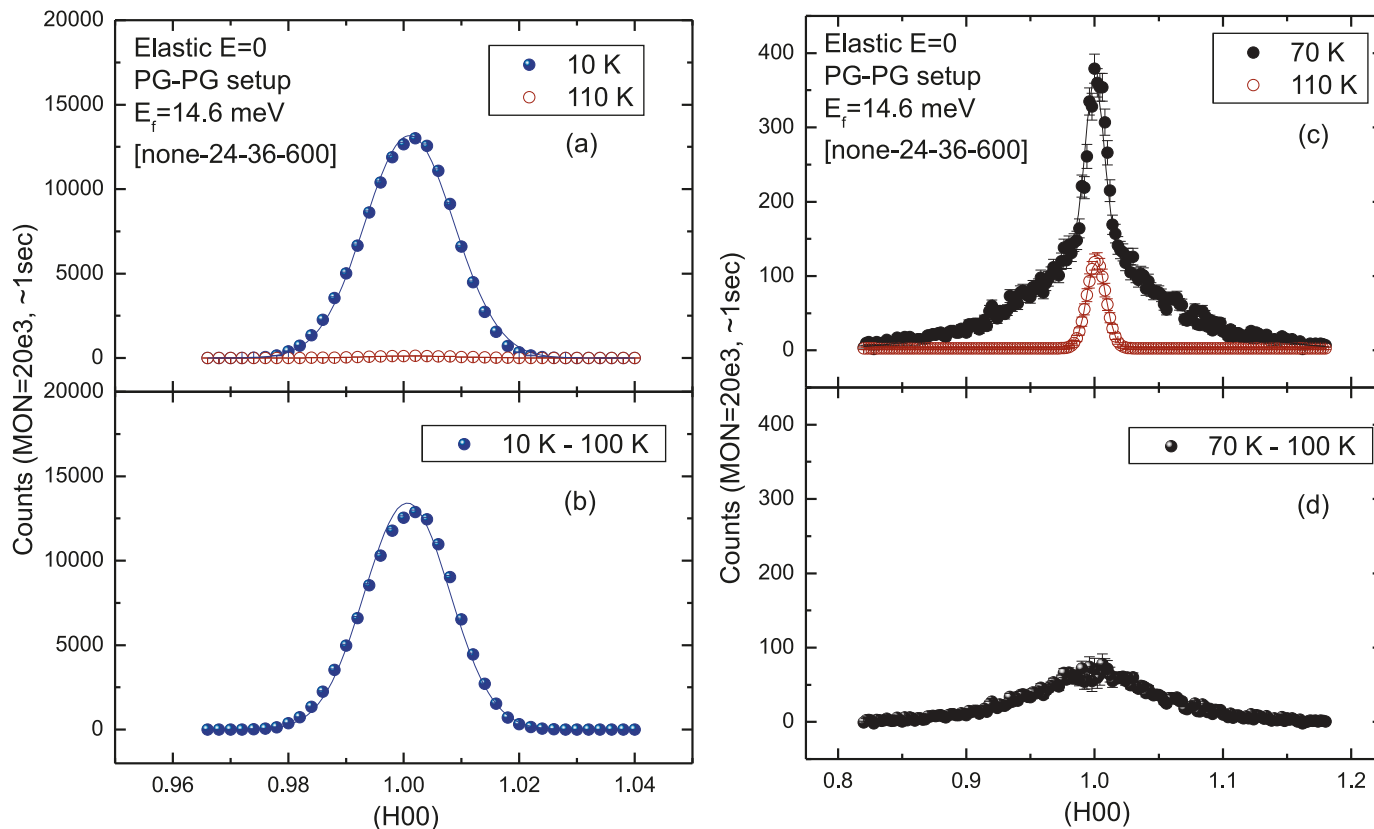 20000
15000
10000
5000
0
Elastic E=0
PG-PG setup
E_f=14.6 meV
[none-24-36-600]
10 K
110 K
(a)
20000
15000
10000
5000
0
10 K - 100 K
(b)
0.96 0.98 1.00 1.02 1.04
(H00)
Counts (MON=20e3, ~1sec)
400
300
200
100
0
Elastic E=0
PG-PG setup
E_f=14.6 meV
[none-24-36-600]
70 K
110 K
(c)
400
300
200
100
0
70 K - 100 K
(d)
0.8 0.9 1.0 1.1 1.2
(H00)
Counts (MON=20e3, ~1sec)